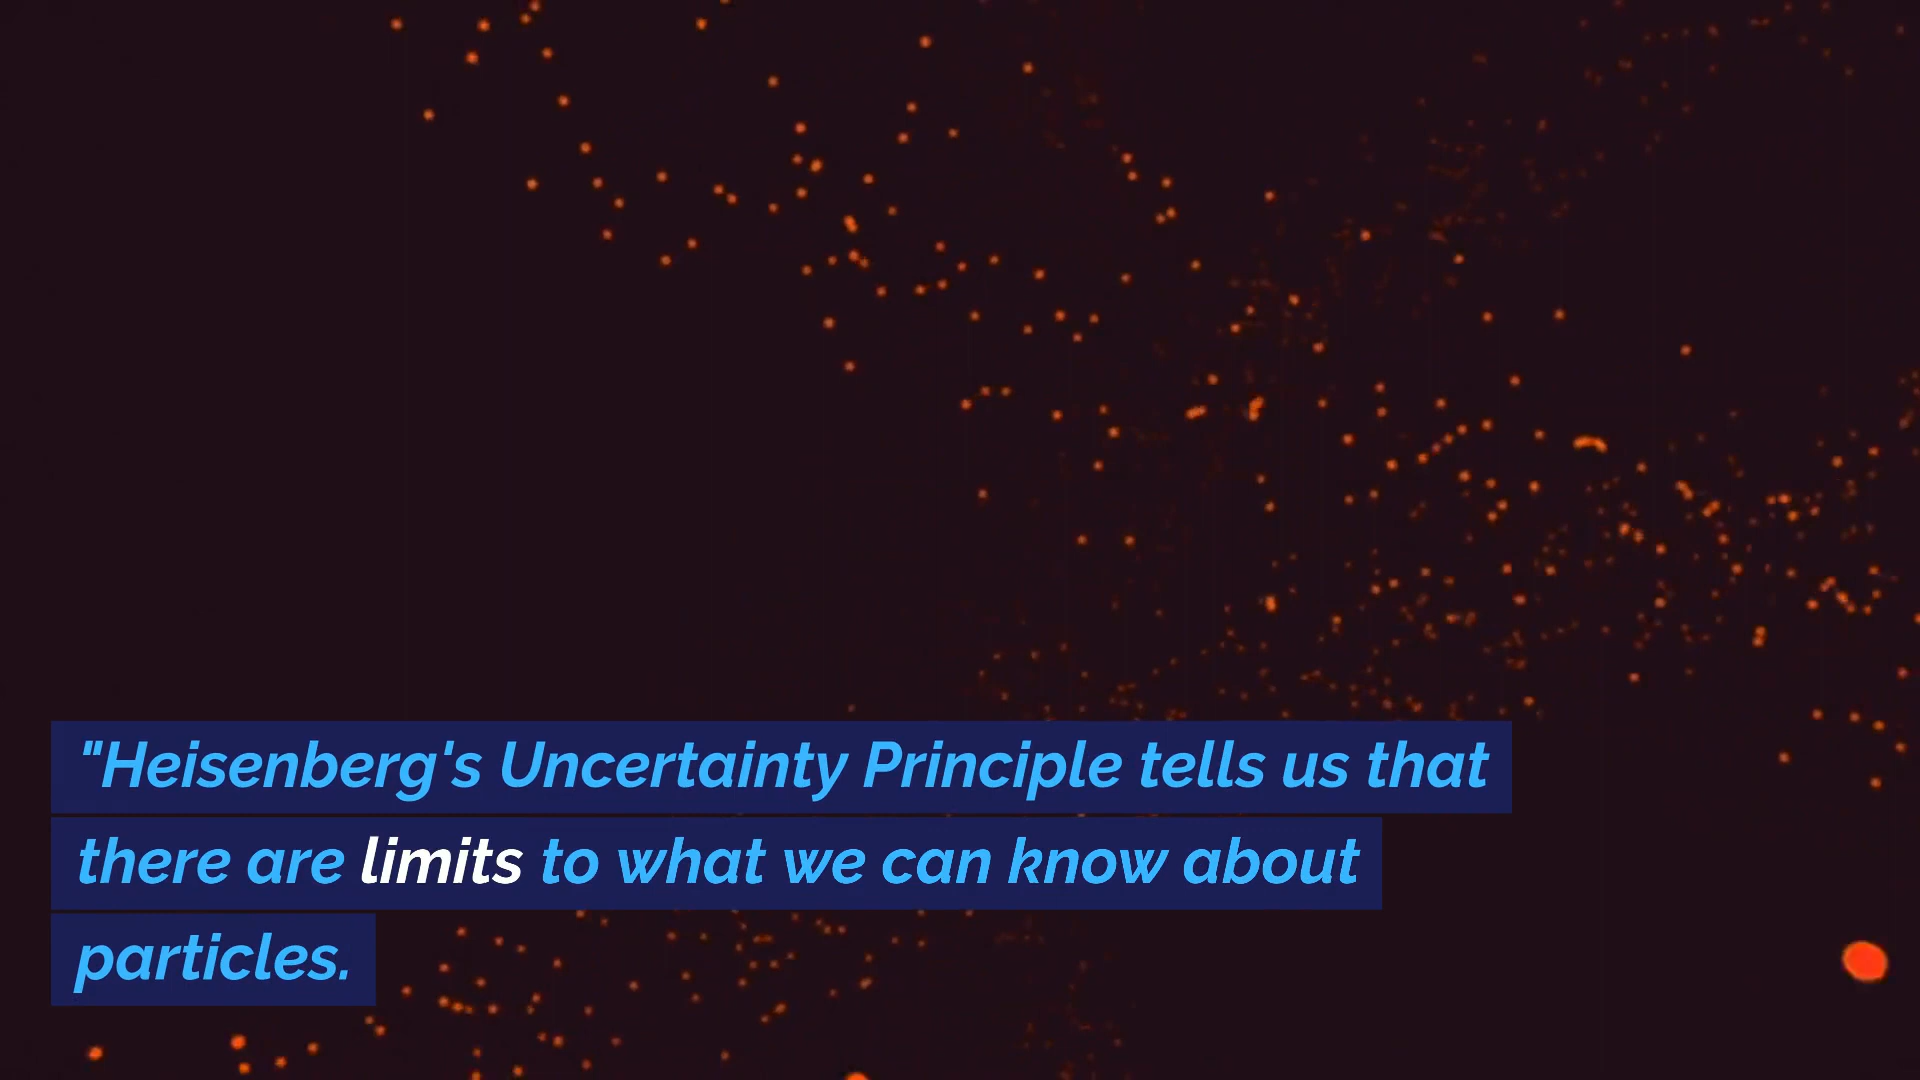 "Heisenberg's Uncertainty Principle tells us that
there are limits to what we can know about
particles.